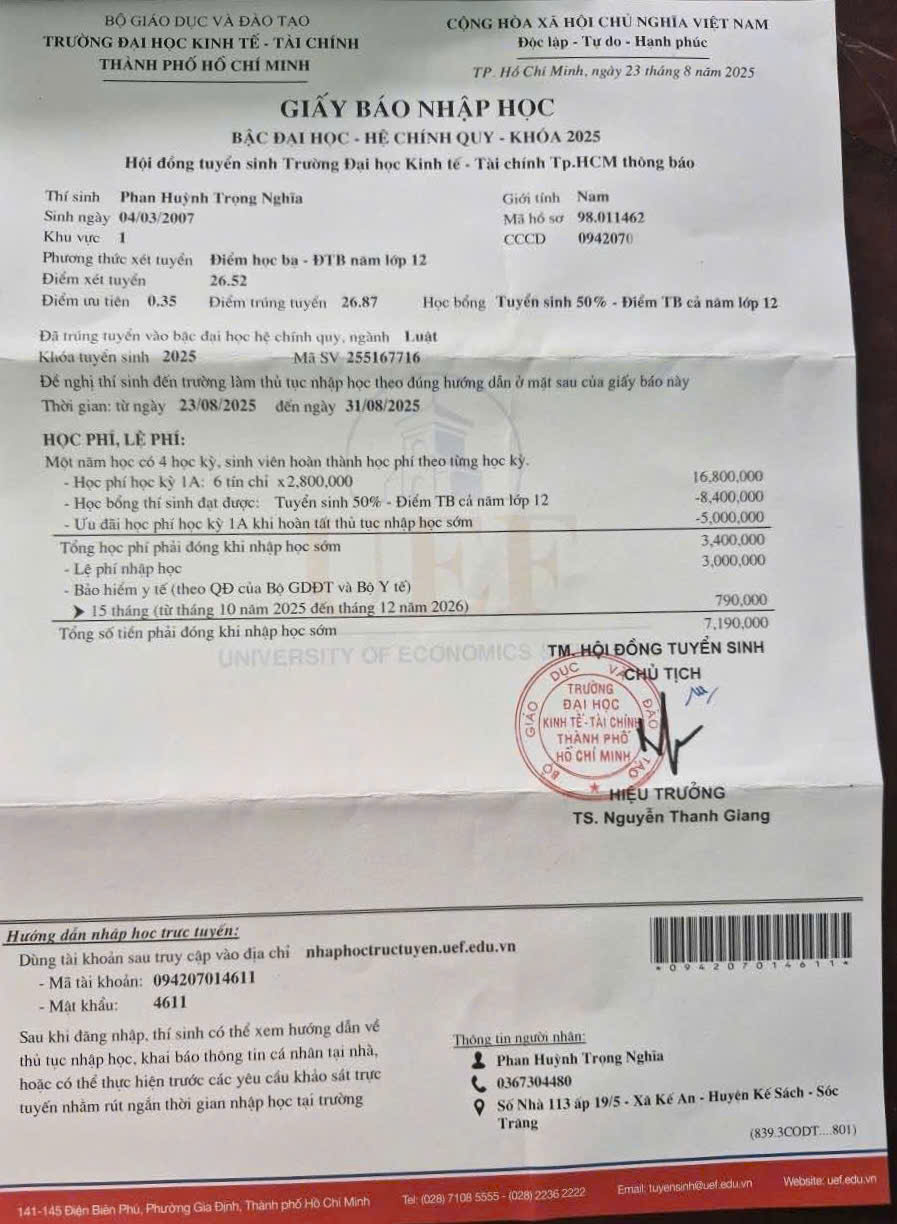 BỘ GIÁO DỤC VÀ ĐÀO TẠO
TRƯỜNG ĐẠI HỌC KINH TẾ - TÀI CHÍNH
THÀNH PHỐ HỒ CHÍ MINH
CỘNG HÒA XÃ HỘI CHỦ NGHĨA VIỆT NAM
Độc lập - Tự do - Hạnh phúc
TP. Hồ Chí Minh, ngày 23 tháng 8 năm 2025
GIẤY BÁO NHẬP HỌC
BẬC ĐẠI HỌC - HỆ CHÍNH QUY - KHÓA 2025
Hội đồng tuyển sinh Trường Đại học Kinh tế - Tài chính Tp.HCM thông báo
Thí sinh Phan Huỳnh Trọng Nghĩa Giới tính Nam
Sinh ngày 04/03/2007 Mã hồ sơ 98.011462
Khu vực 1 CCCD 0942070
Phương thức xét tuyển Điểm học bạ - ĐTB năm lớp 12
Điểm xét tuyển 26.52
Điểm ưu tiên 0.35 Điểm trúng tuyển 26.87 Học bổng Tuyển sinh 50% - Điểm TB cả năm lớp 12
Đã trúng tuyển vào bậc đại học hệ chính quy, ngành Luật
Khóa tuyển sinh 2025 Mã SV 255167716
Đề nghị thí sinh đến trường làm thủ tục nhập học theo đúng hướng dẫn ở mặt sau của giấy báo này
Thời gian: từ ngày 23/08/2025 đến ngày 31/08/2025
HỌC PHÍ, LỆ PHÍ:
Một năm học có 4 học kỳ, sinh viên hoàn thành học phí theo từng học kỳ.
- Học phí học kỳ 1A: 6 tín chỉ x2,800,000 16,800,000
- Học bổng thí sinh đạt được: Tuyển sinh 50% - Điểm TB cả năm lớp 12 -8,400,000
- Ưu đãi học phí học kỳ 1A khi hoàn tất thủ tục nhập học sớm -5,000,000
Tổng học phí phải đóng khi nhập học sớm 3,400,000
- Lệ phí nhập học 3,000,000
- Bảo hiểm y tế (theo QĐ của Bộ GDĐT và Bộ Y tế)
➤ 15 tháng (từ tháng 10 năm 2025 đến tháng 12 năm 2026) 790,000
Tổng số tiền phải đóng khi nhập học sớm 7,190,000
UEF
UNIVERSITY OF ECONOMICS
TM. HỘI ĐỒNG TUYỂN SINH
CHỦ TỊCH
BỘ GIÁO DỤC VÀ ĐÀO TẠO
TRƯỜNG
ĐẠI HỌC
KINH TẾ-TÀI CHÍNH
THÀNH PHỐ
HỒ CHÍ MINH
HIỆU TRƯỞNG
TS. Nguyễn Thanh Giang
Hướng dẫn nhập học trực tuyến:
Dùng tài khoản sau truy cập vào địa chỉ nhaphoctructuyen.uef.edu.vn
- Mã tài khoản: 094207014611
- Mật khẩu: 4611
Sau khi đăng nhập, thí sinh có thể xem hướng dẫn về
thủ tục nhập học, khai báo thông tin cá nhân tại nhà,
hoặc có thể thực hiện trước các yêu cầu khảo sát trực
tuyến nhằm rút ngắn thời gian nhập học tại trường
*094207014611*
Thông tin người nhận:
Phan Huỳnh Trọng Nghĩa
0367304480
Số Nhà 113 ấp 19/5 - Xã Kế An - Huyện Kế Sách - Sóc
Trăng
(839.3CODT....801)
141-145 Điện Biên Phủ, Phường Gia Định, Thành phố Hồ Chí Minh Tel: (028) 7108 5555 - (028) 2236 2222 Email: tuyensinh@uef.edu.vn Website: uef.edu.vn